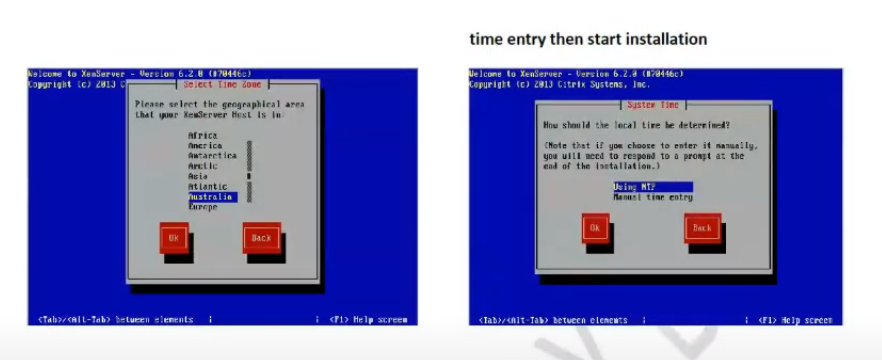 time entry then start installation
Welcome to XenServer - Version 6.2.0 (#70446c)
Copyright (c) 2013 C
Select Time Zone
Please select the geographical area
that your XenServer Host is in:
Africa
America
Antarctica
Arctic
Asia
Atlantic
Australia
Europe
Ok
Back
<Tab>/<Alt-Tab> between elements | | <F1> Help screen
Welcome to XenServer - Version 6.2.0 (#70446c)
Copyright (c) 2013 Citrix Systems, Inc.
System Time
How should the local time be determined?
(Note that if you choose to enter it manually,
you will need to respond to a prompt at the
end of the installation.)
Using NTP
Manual time entry
Ok
Back
<Tab>/<Alt-Tab> between elements | | <F1> Help screen